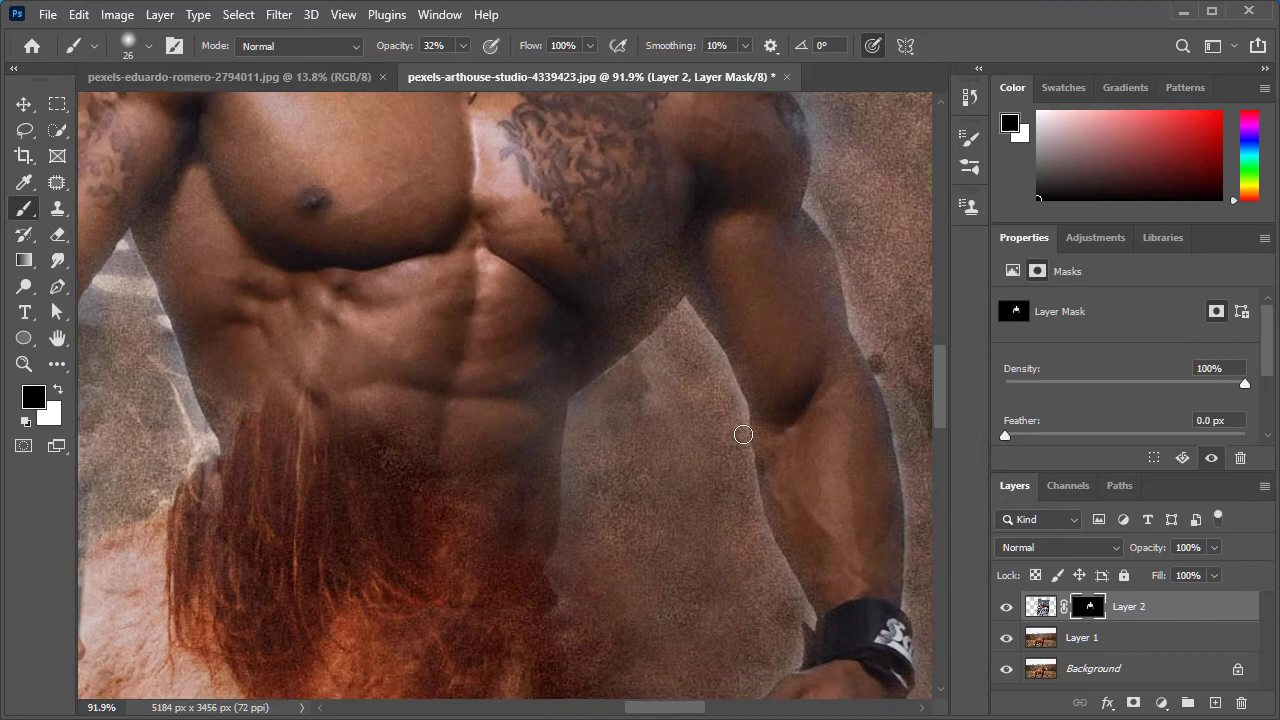 Ps File Edit Image Layer Type Select Filter 3D View Plugins Window Help
26 Mode: Normal Opacity: 32% Flow: 100% Smoothing: 10% 0°
pexels-eduardo-romero-2794011.jpg @ 13.8% (RGB/8) pexels-arthouse-studio-4339423.jpg @ 91.9% (Layer 2, Layer Mask/8) *
Color Swatches Gradients Patterns
Properties Adjustments Libraries
Masks
Layer Mask
Density: 100%
Feather: 0.0 px
Layers Channels Paths
Kind
Normal Opacity: 100%
Lock: Fill: 100%
Layer 2
Layer 1
Background
91.9% 5184 px x 3456 px (72 ppi)